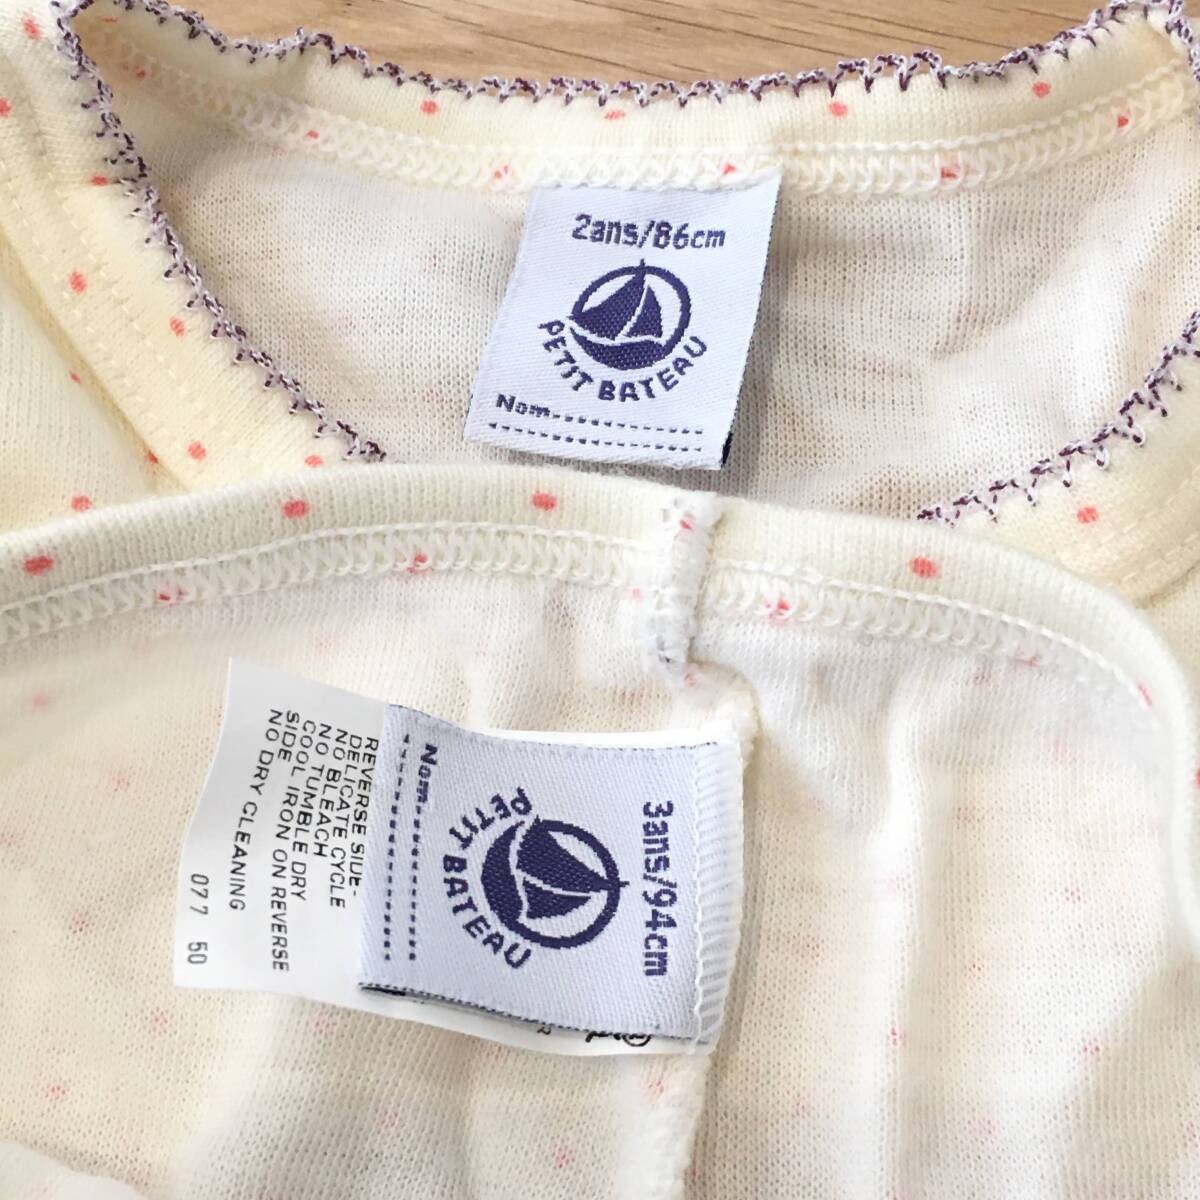 2ans/86cm
PETIT BATEAU
Nom
3ans/94cm
PETIT BATEAU
Nom
REVERSE SIDE-
DELICATE CYCLE
NO BLEACH
NO TUMBLE DRY
COOL IRON ON REVERSE
SIDE
NO DRY CLEANING
077 50